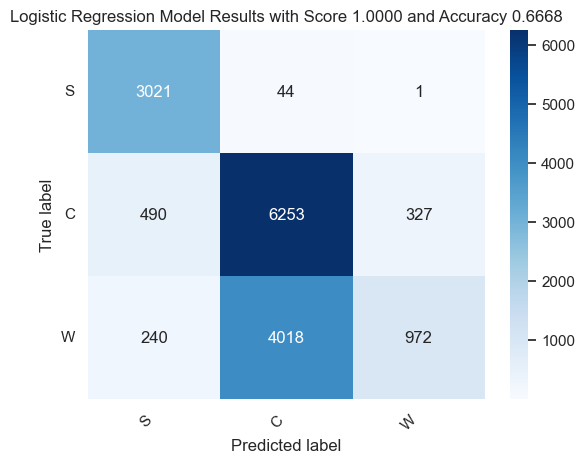 Logistic Regression Model Results with Score 1.0000 and Accuracy 0.6668
S 3021 44 1
C 490 6253 327
W 240 4018 972
S C W
True label
Predicted label
6000
5000
4000
3000
2000
1000